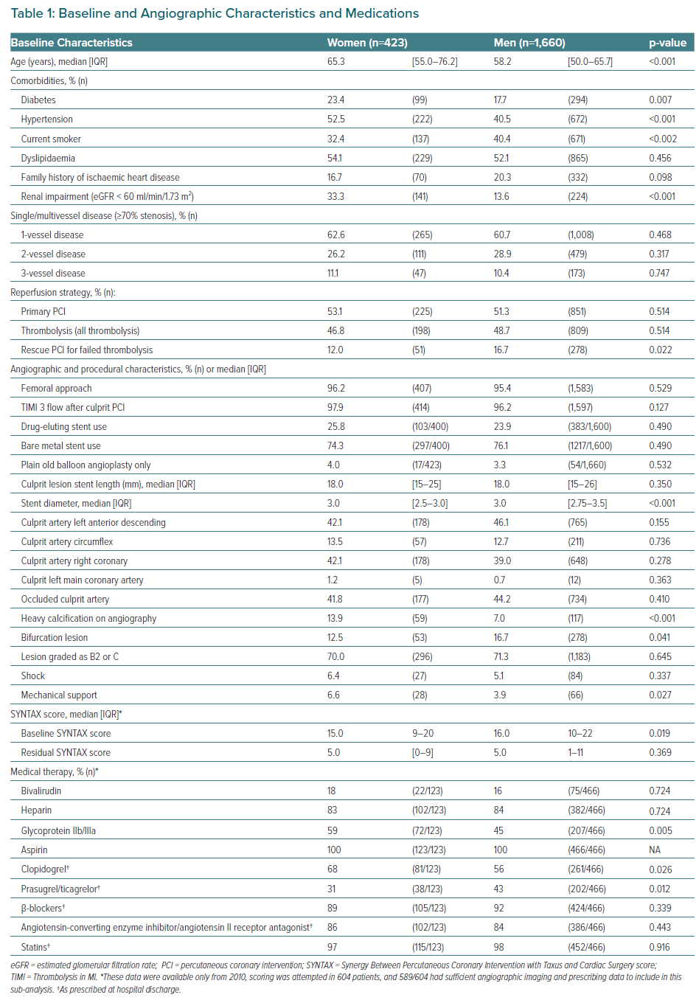 Table 1: Baseline and Angiographic Characteristics and Medications
Baseline Characteristics Women (n=423) Men (n=1,660) p-value
Age (years), median [IQR] 65.3 [55.0–76.2] 58.2 [50.0–65.7] <0.001
Comorbidities, % (n)
Diabetes 23.4 (99) 17.7 (294) 0.007
Hypertension 52.5 (222) 40.5 (672) <0.001
Current smoker 32.4 (137) 40.4 (671) <0.002
Dyslipidaemia 54.1 (229) 52.1 (865) 0.456
Family history of ischaemic heart disease 16.7 (70) 20.3 (332) 0.098
Renal impairment (eGFR < 60 ml/min/1.73 m²) 33.3 (141) 13.6 (224) <0.001
Single/multivessel disease (≥70% stenosis), % (n)
1-vessel disease 62.6 (265) 60.7 (1,008) 0.468
2-vessel disease 26.2 (111) 28.9 (479) 0.317
3-vessel disease 11.1 (47) 10.4 (173) 0.747
Reperfusion strategy, % (n):
Primary PCI 53.1 (225) 51.3 (851) 0.514
Thrombolysis (all thrombolysis) 46.8 (198) 48.7 (809) 0.514
Rescue PCI for failed thrombolysis 12.0 (51) 16.7 (278) 0.022
Angiographic and procedural characteristics, % (n) or median [IQR]
Femoral approach 96.2 (407) 95.4 (1,583) 0.529
TIMI 3 flow after culprit PCI 97.9 (414) 96.2 (1,597) 0.127
Drug-eluting stent use 25.8 (103/400) 23.9 (383/1,600) 0.490
Bare metal stent use 74.3 (297/400) 76.1 (1217/1,600) 0.490
Plain old balloon angioplasty only 4.0 (17/423) 3.3 (54/1,660) 0.532
Culprit lesion stent length (mm), median [IQR] 18.0 [15–25] 18.0 [15–26] 0.350
Stent diameter, median [IQR] 3.0 [2.5–3.0] 3.0 [2.75–3.5] <0.001
Culprit artery left anterior descending 42.1 (178) 46.1 (765) 0.155
Culprit artery circumflex 13.5 (57) 12.7 (211) 0.736
Culprit artery right coronary 42.1 (178) 39.0 (648) 0.278
Culprit left main coronary artery 1.2 (5) 0.7 (12) 0.363
Occluded culprit artery 41.8 (177) 44.2 (734) 0.410
Heavy calcification on angiography 13.9 (59) 7.0 (117) <0.001
Bifurcation lesion 12.5 (53) 16.7 (278) 0.041
Lesion graded as B2 or C 70.0 (296) 71.3 (1,183) 0.645
Shock 6.4 (27) 5.1 (84) 0.337
Mechanical support 6.6 (28) 3.9 (66) 0.027
SYNTAX score, median [IQR]*
Baseline SYNTAX score 15.0 9–20 16.0 10–22 0.019
Residual SYNTAX score 5.0 [0–9] 5.0 1–11 0.369
Medical therapy, % (n)*
Bivalirudin 18 (22/123) 16 (75/466) 0.724
Heparin 83 (102/123) 84 (382/466) 0.724
Glycoprotein IIb/IIIa 59 (72/123) 45 (207/466) 0.005
Aspirin 100 (123/123) 100 (466/466) NA
Clopidogrel† 68 (81/123) 56 (261/466) 0.026
Prasugrel/ticagrelor† 31 (38/123) 43 (202/466) 0.012
β-blockers† 89 (105/123) 92 (424/466) 0.339
Angiotensin-converting enzyme inhibitor/angiotensin II receptor antagonist† 86 (102/123) 84 (386/466) 0.443
Statins† 97 (115/123) 98 (452/466) 0.916
eGFR = estimated glomerular filtration rate; PCI = percutaneous coronary intervention; SYNTAX = Synergy Between Percutaneous Coronary Intervention with Taxus and Cardiac Surgery score;
TIMI = Thrombolysis in MI. *These data were available only from 2010, scoring was attempted in 604 patients, and 589/604 had sufficient angiographic imaging and prescribing data to include in this
sub-analysis. †As prescribed at hospital discharge.